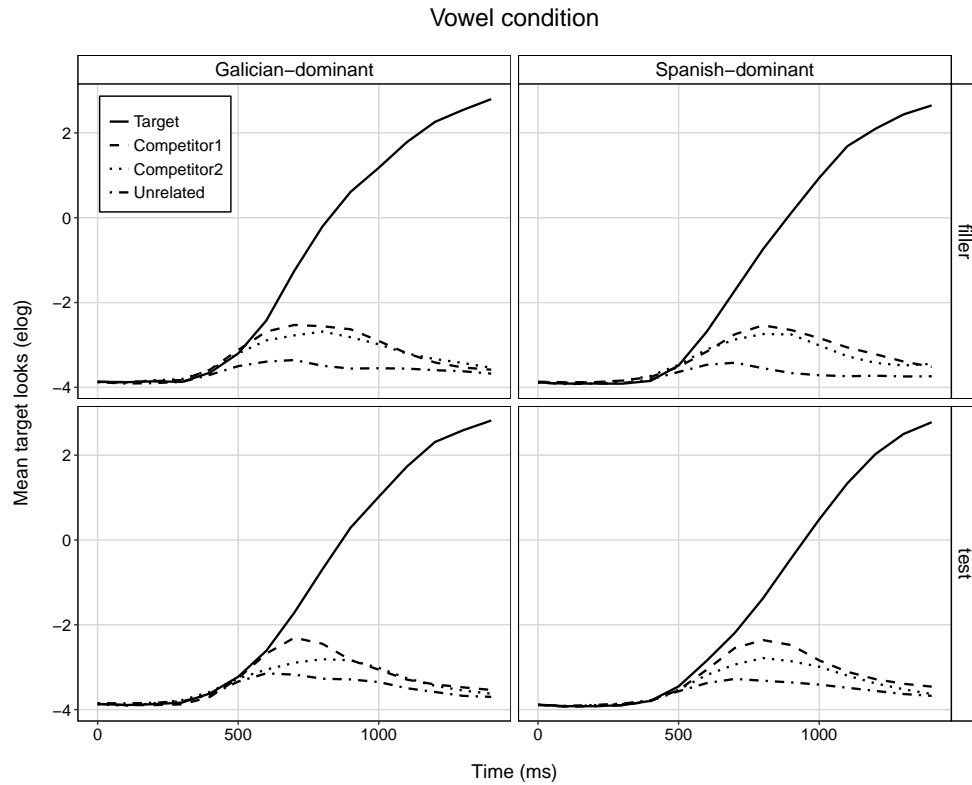 Vowel condition
Galician−dominant
Spanish−dominant
Target
Competitor1
Competitor2
Unrelated
2
0
−2
−4
filler
2
0
−2
−4
test
Mean target looks (elog)
0
500
1000
0
500
1000
Time (ms)